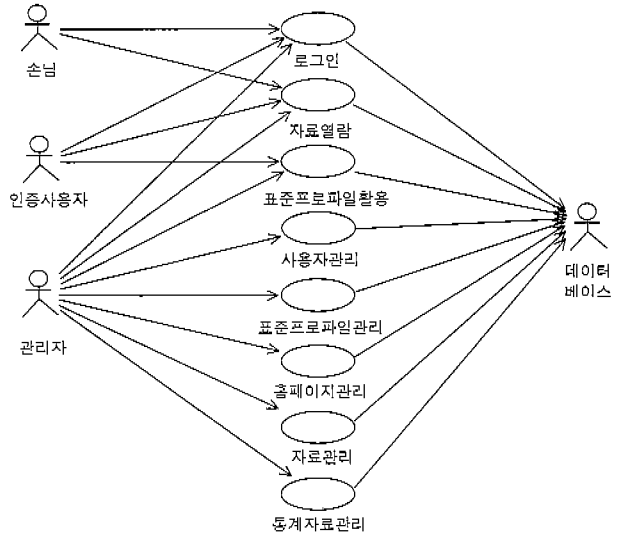 손님
로그인
자료열람
인증사용자
표준프로파일활용
사용자관리
데이터
베이스
표준프로파일관리
관리자
홈페이지관리
자료관리
통계자료관리